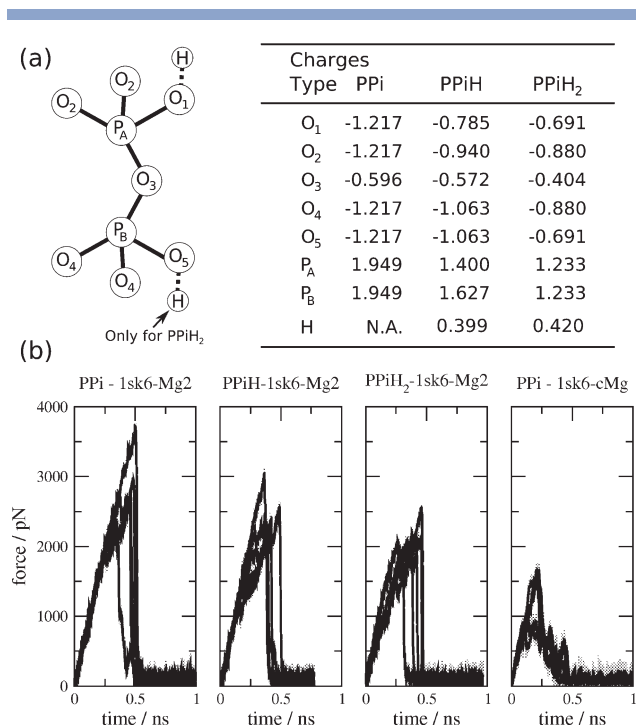 (a)
H
O2
O2
O1
PA
O3
PB
O4
O5
O4
H
Only for PPiH2
Charges
Type PPi PPiH PPiH2
O1 -1.217 -0.785 -0.691
O2 -1.217 -0.940 -0.880
O3 -0.596 -0.572 -0.404
O4 -1.217 -1.063 -0.880
O5 -1.217 -1.063 -0.691
PA 1.949 1.400 1.233
PB 1.949 1.627 1.233
H N.A. 0.399 0.420
(b)
PPi - 1sk6-Mg2 PPiH-1sk6-Mg2 PPiH2-1sk6-Mg2 PPi - 1sk6-cMg
4000
3000
2000
1000
0
force / pN
0 0.5 1 0 0.5 1 0 0.5 1 0 0.5 1
time / ns time / ns time / ns time / ns